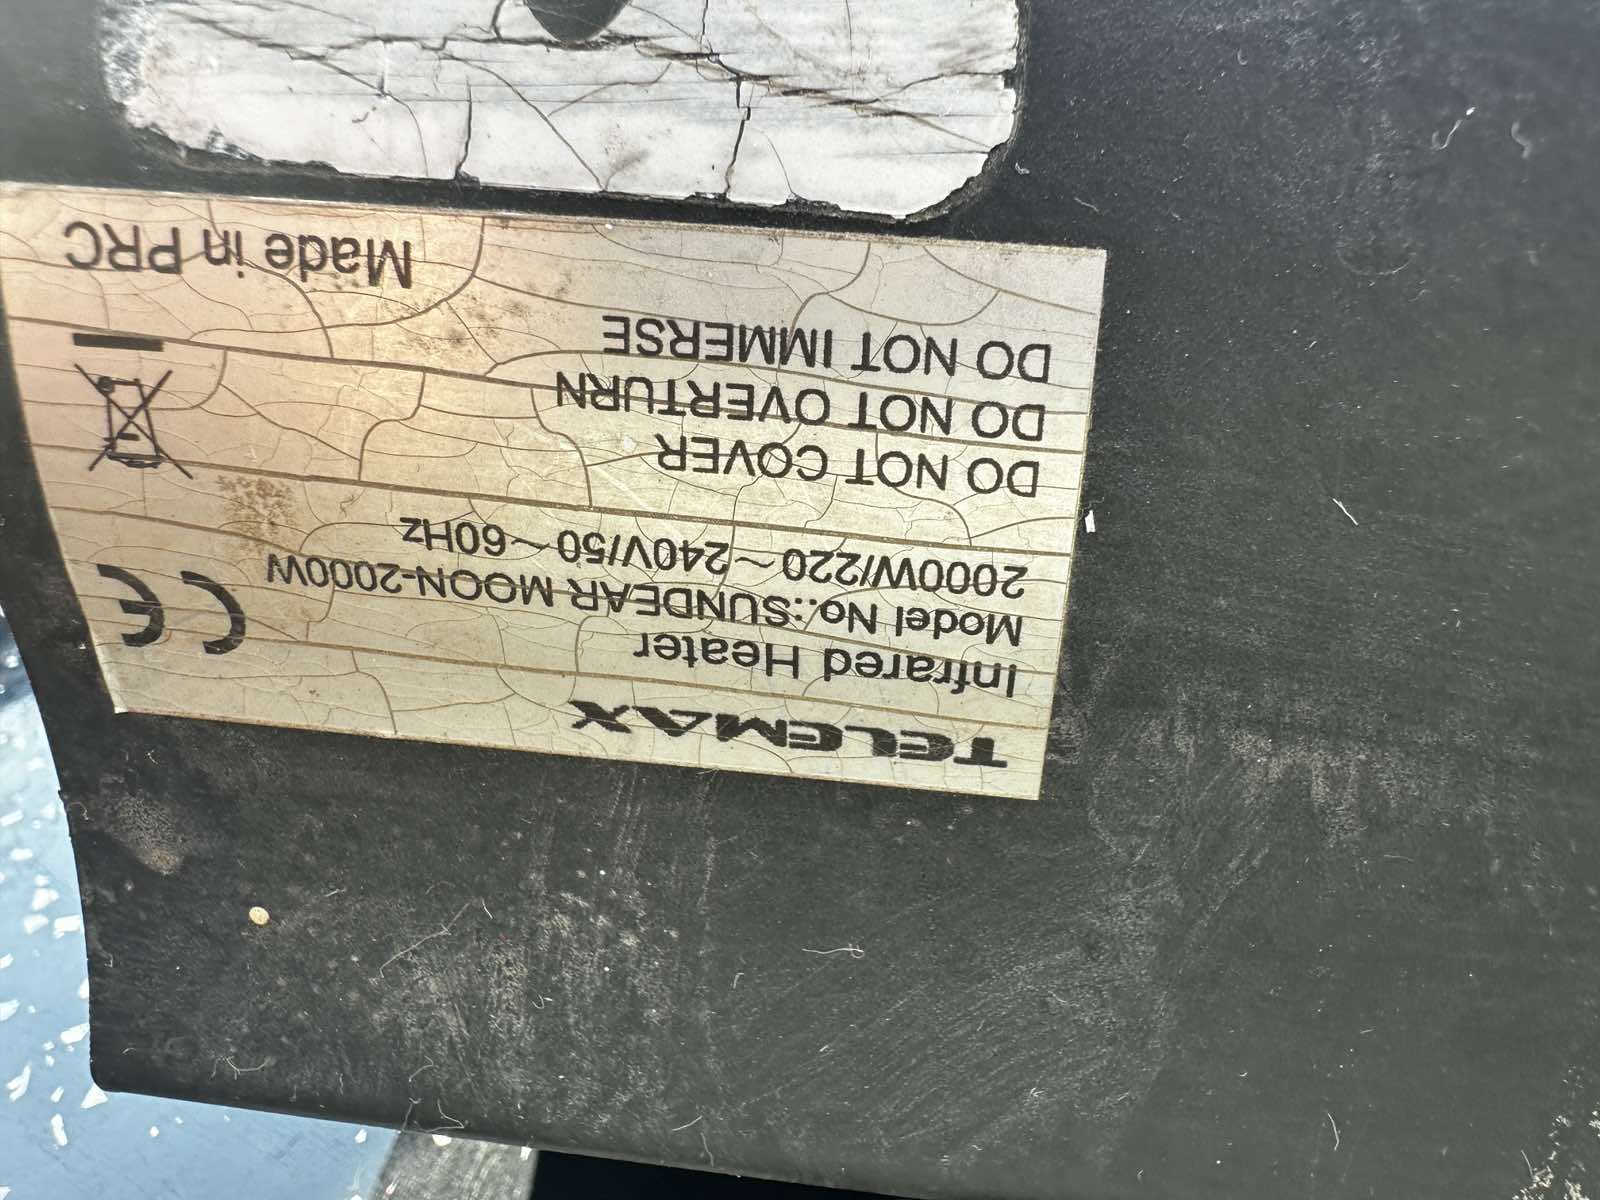 TELEMAX
Infrared Heater
Model No.:SUNDEAR MOON-2000W
2000W/220～240V/50～60Hz
CE
DO NOT COVER
DO NOT OVERTURN
DO NOT IMMERSE
Made in PRC